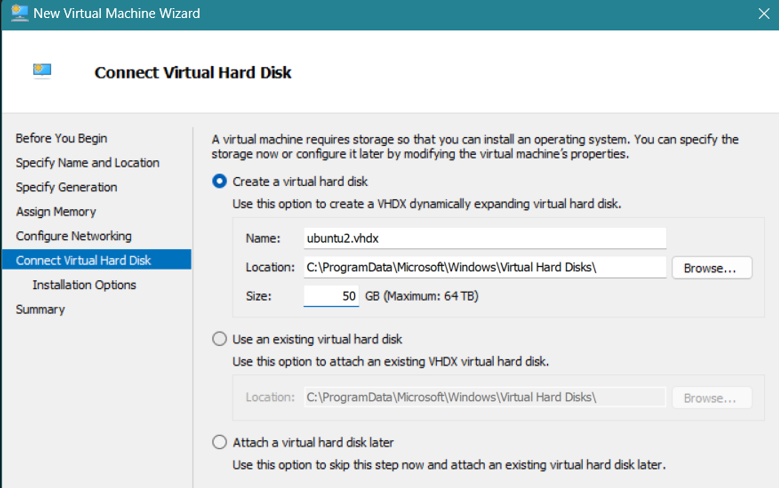 New Virtual Machine Wizard
Connect Virtual Hard Disk
Before You Begin
Specify Name and Location
Specify Generation
Assign Memory
Configure Networking
Connect Virtual Hard Disk
Installation Options
Summary
A virtual machine requires storage so that you can install an operating system. You can specify the
storage now or configure it later by modifying the virtual machine's properties.
Create a virtual hard disk
Use this option to create a VHDX dynamically expanding virtual hard disk.
Name: ubuntu2.vhdx
Location: C:\ProgramData\Microsoft\Windows\Virtual Hard Disks\ Browse...
Size: 50 GB (Maximum: 64 TB)
Use an existing virtual hard disk
Use this option to attach an existing VHDX virtual hard disk.
Location: C:\ProgramData\Microsoft\Windows\Virtual Hard Disks\ Browse...
Attach a virtual hard disk later
Use this option to skip this step now and attach an existing virtual hard disk later.